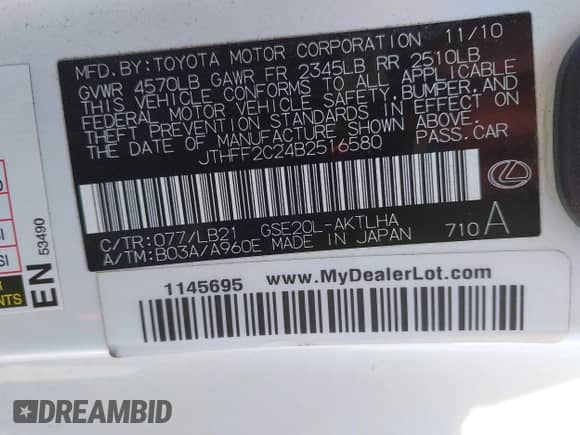 MFD. BY: TOYOTA MOTOR CORPORATION 11/10
GVWR 4570LB GAWR FR 2345LB RR 2510LB
THIS VEHICLE CONFORMS TO ALL APPLICABLE
FEDERAL MOTOR VEHICLE SAFETY, BUMPER, AND
THEFT PREVENTION STANDARDS IN EFFECT ON
THE DATE OF MANUFACTURE SHOWN ABOVE.
JTHFF2C24B2516580 PASS. CAR
C/TR: 077/LB21 GSE20L-AKTLHA
A/TM: B03A/A960E MADE IN JAPAN 710 A
1145695 www.MyDealerLot.com
EN 53490
SI
SI
NTS
DREAMBID